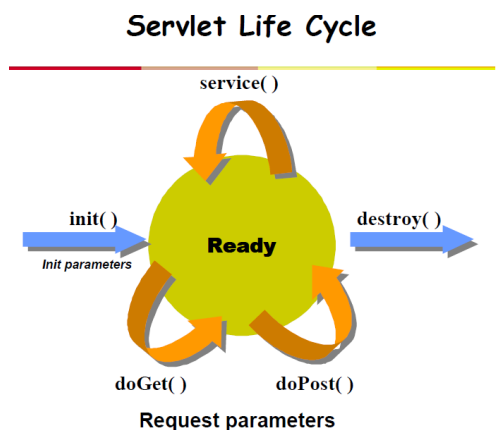 Servlet Life Cycle
service( )
init( )
destroy( )
Ready
Init parameters
doGet( )
doPost( )
Request parameters